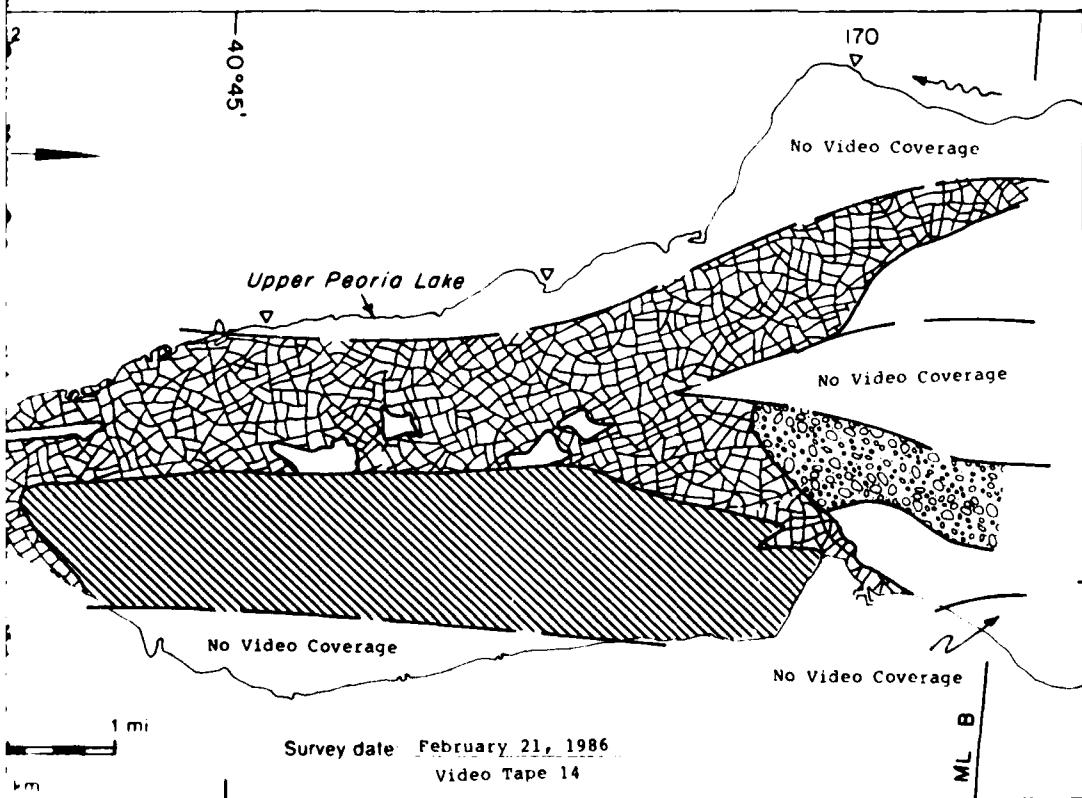 2
40°45'
170
No Video Coverage
Upper Peoria Lake
No Video Coverage
No Video Coverage
No Video Coverage
1 mi
Survey date February 21, 1986
Video Tape 14
ML B